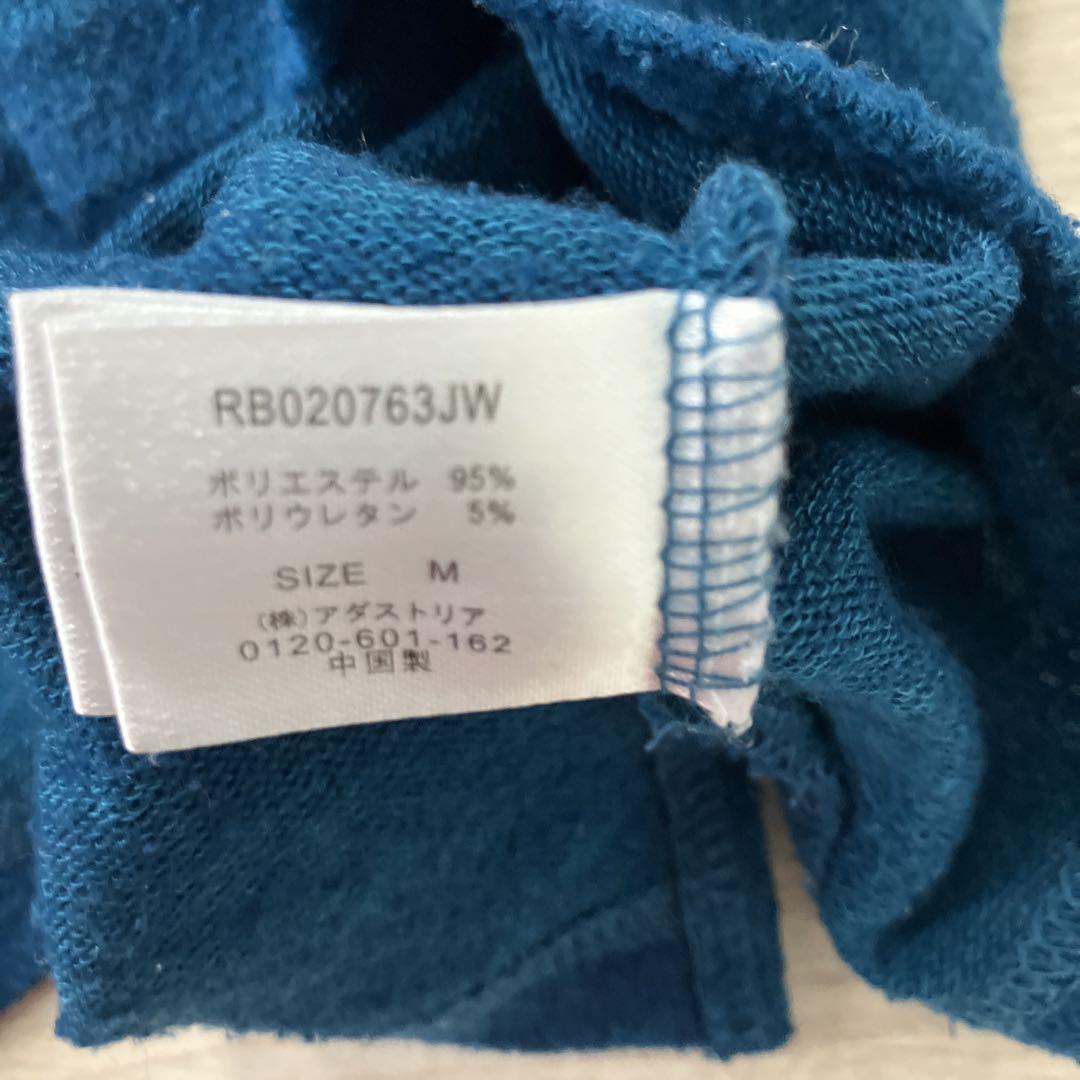 RB020763JW
ポリエステル 95%
ポリウレタン 5%
SIZE M
(株)アダストリア
0120-601-162
中国製